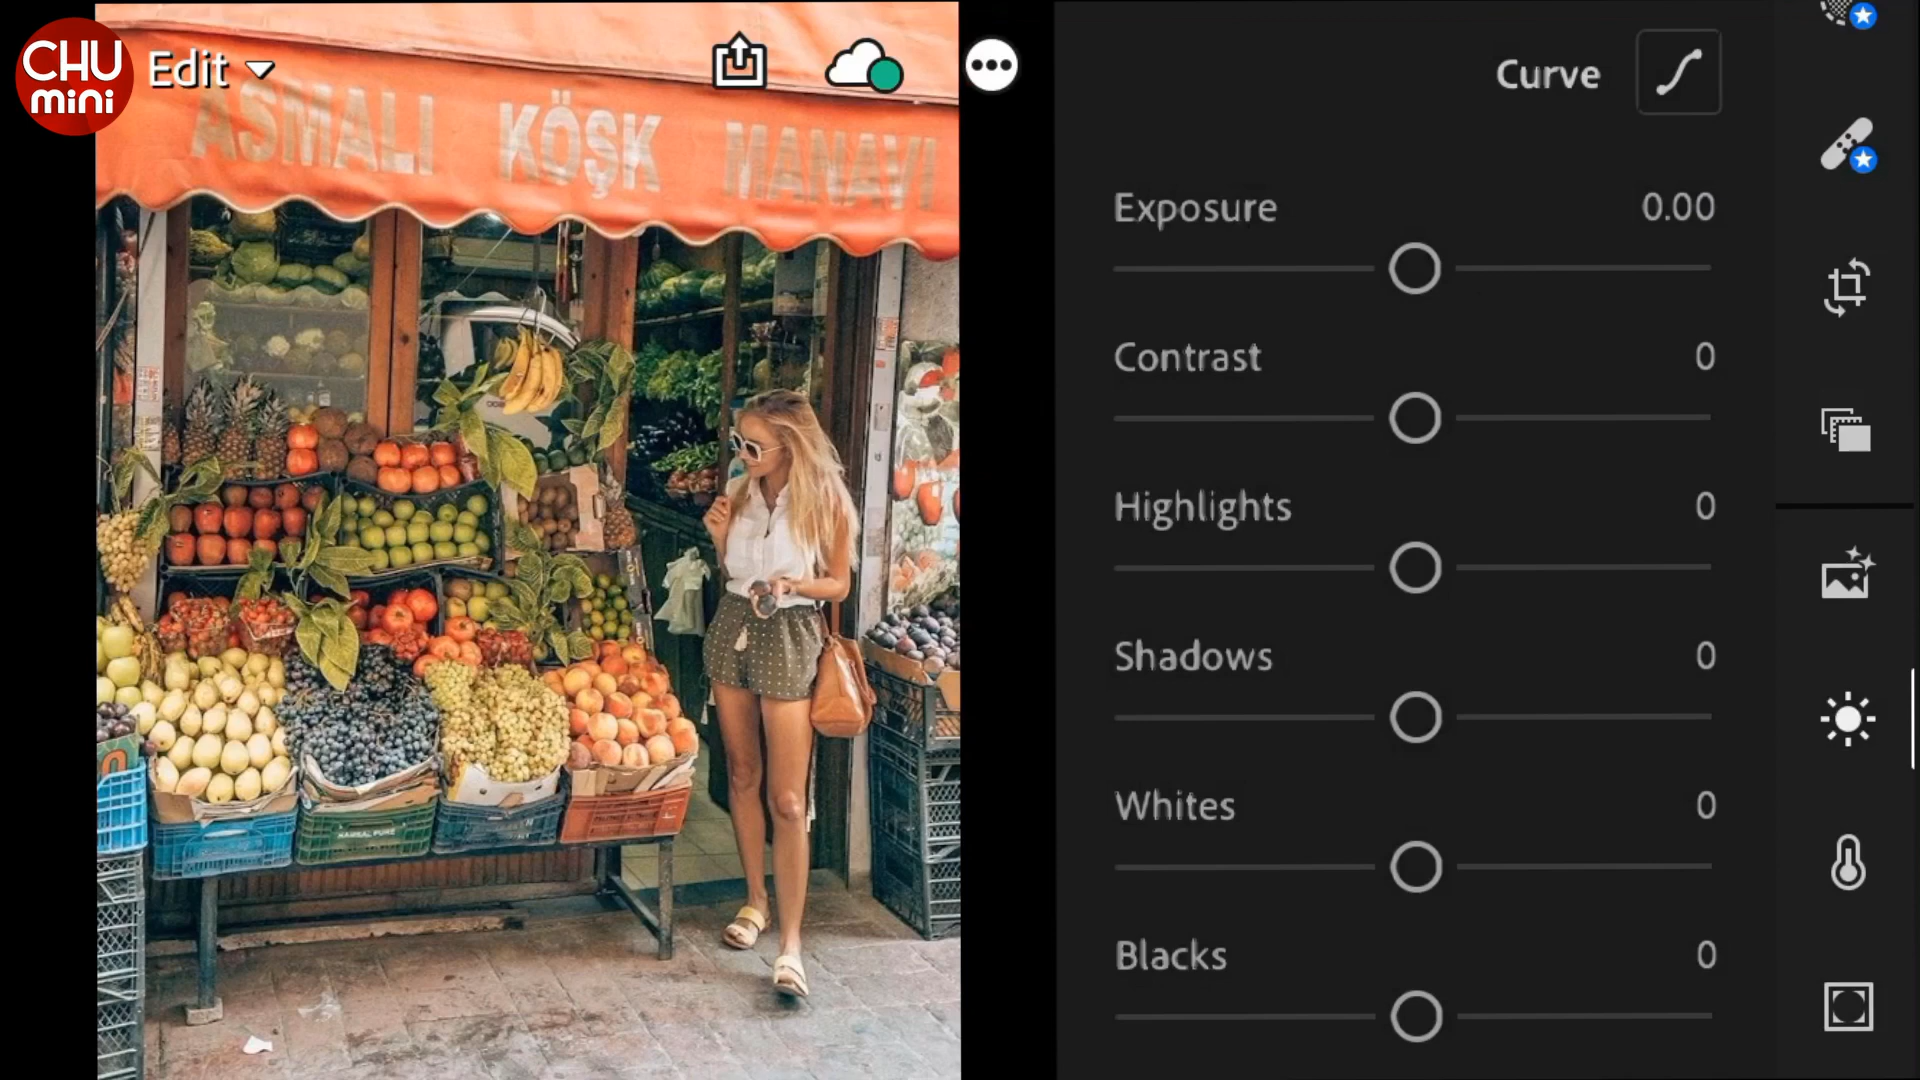 CHU
mini
Edit
ASMALI KÖŞK MANAVI
Curve
Exposure 0.00
Contrast 0
Highlights 0
Shadows 0
Whites 0
Blacks 0